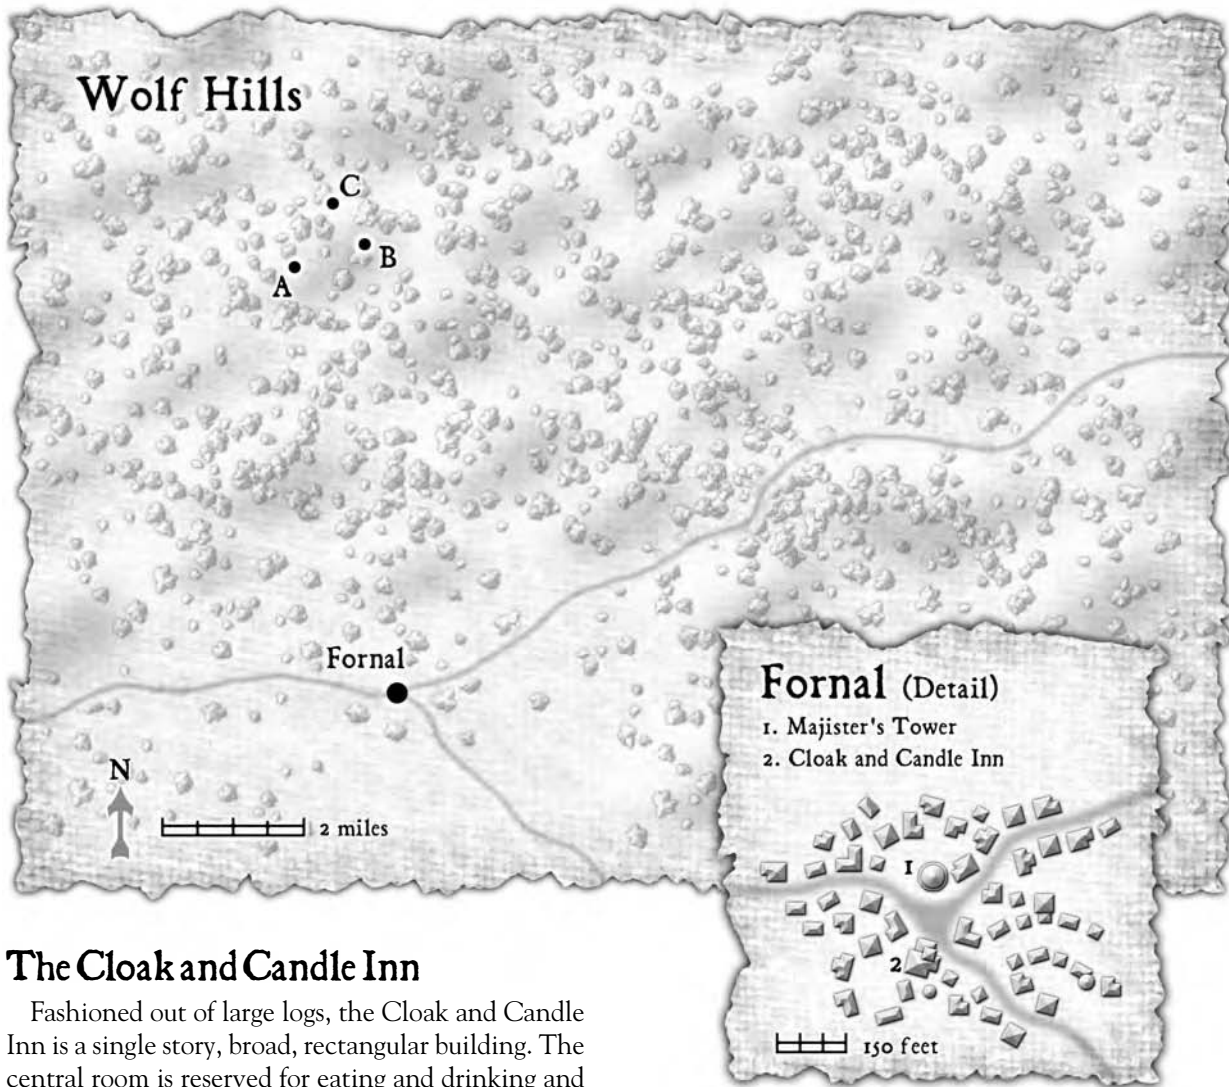 Wolf Hills
C
B
A
Fornal
N
2 miles
Fornal (Detail)
1. Majister's Tower
2. Cloak and Candle Inn
1
2
150 feet
The Cloak and Candle Inn
Fashioned out of large logs, the Cloak and Candle
Inn is a single story, broad, rectangular building. The
central room is reserved for eating and drinking and